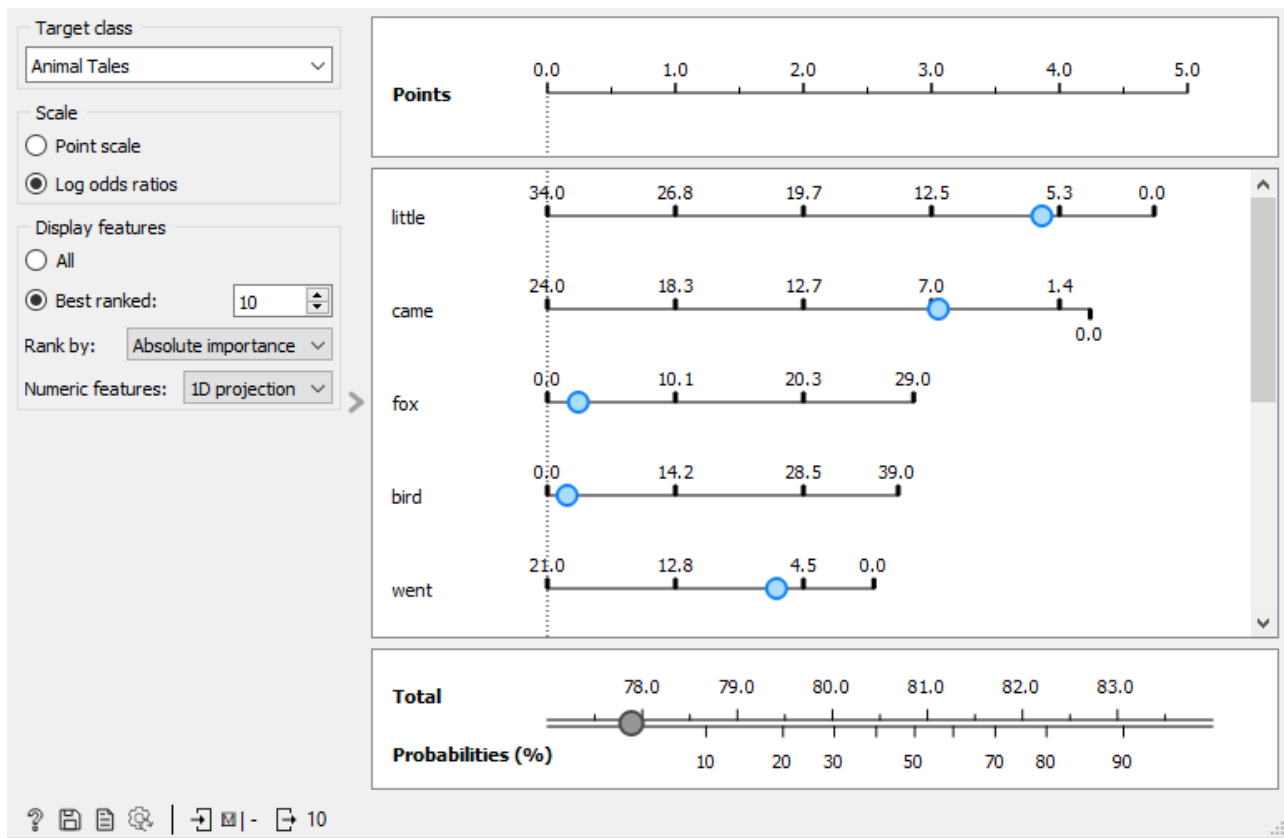 Target class
Animal Tales
Scale
Point scale
Log odds ratios
Display features
All
Best ranked: 10
Rank by: Absolute importance
Numeric features: 1D projection
? | M | - 10
0.0 1.0 2.0 3.0 4.0 5.0
Points
34.0 26.8 19.7 12.5 5.3 0.0
little
24.0 18.3 12.7 7.0 1.4
came
0.0
0.0 10.1 20.3 29.0
fox
0.0 14.2 28.5 39.0
bird
21.0 12.8 4.5 0.0
went
78.0 79.0 80.0 81.0 82.0 83.0
Total
Probabilities (%)
10 20 30 50 70 80 90